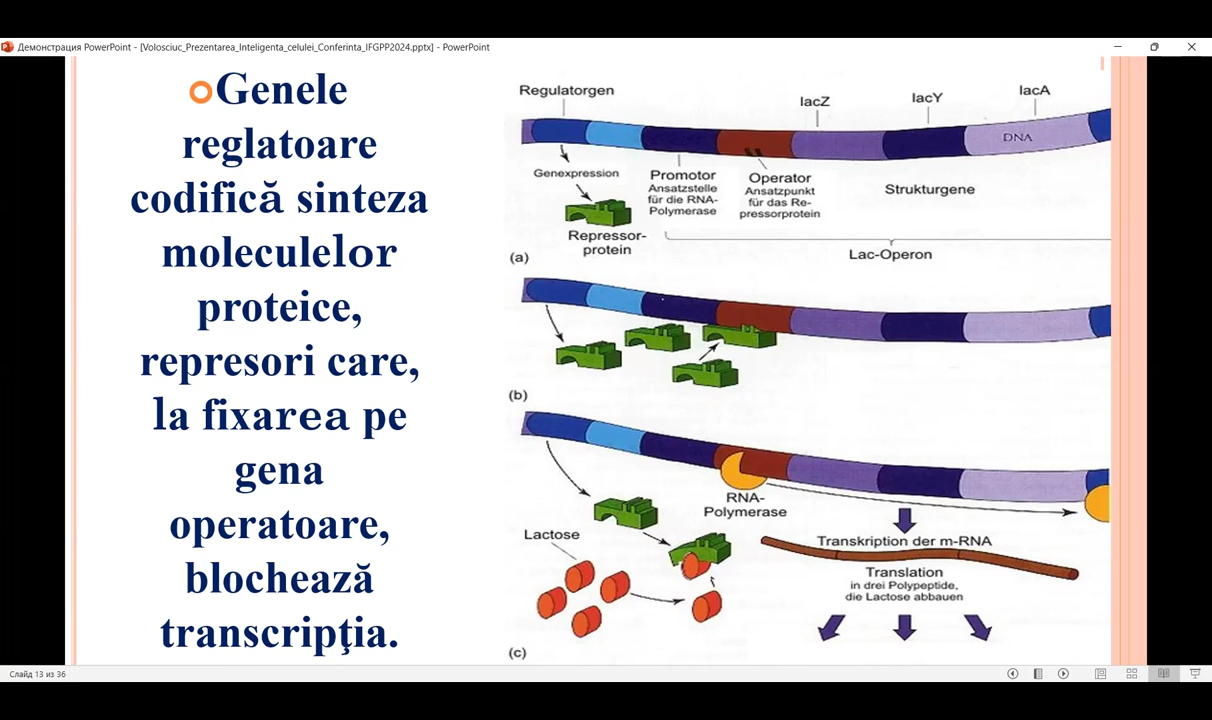 Демонстрация PowerPoint - [Volosciuc_Prezentarea_Inteligenta_celulei_Conferinta_IFGPP2024.pptx] - PowerPoint
Genele
reglatoare
codifică sinteza
moleculelor
proteice,
represori care,
la fixarea pe
gena
operatoare,
blochează
transcripţia.
Regulatorgen
lacZ
lacY
lacA
DNA
Genexpression
Promotor
Ansatzstelle
für die RNA-
Polymerase
Operator
Ansatzpunkt
für das Re-
pressorprotein
Strukturgene
Repressor-
protein
Lac-Operon
(a)
(b)
RNA-
Polymerase
Lactose
Transkription der m-RNA
Translation
in drei Polypeptide,
die Lactose abbauen
(c)
Слайд 13 из 36